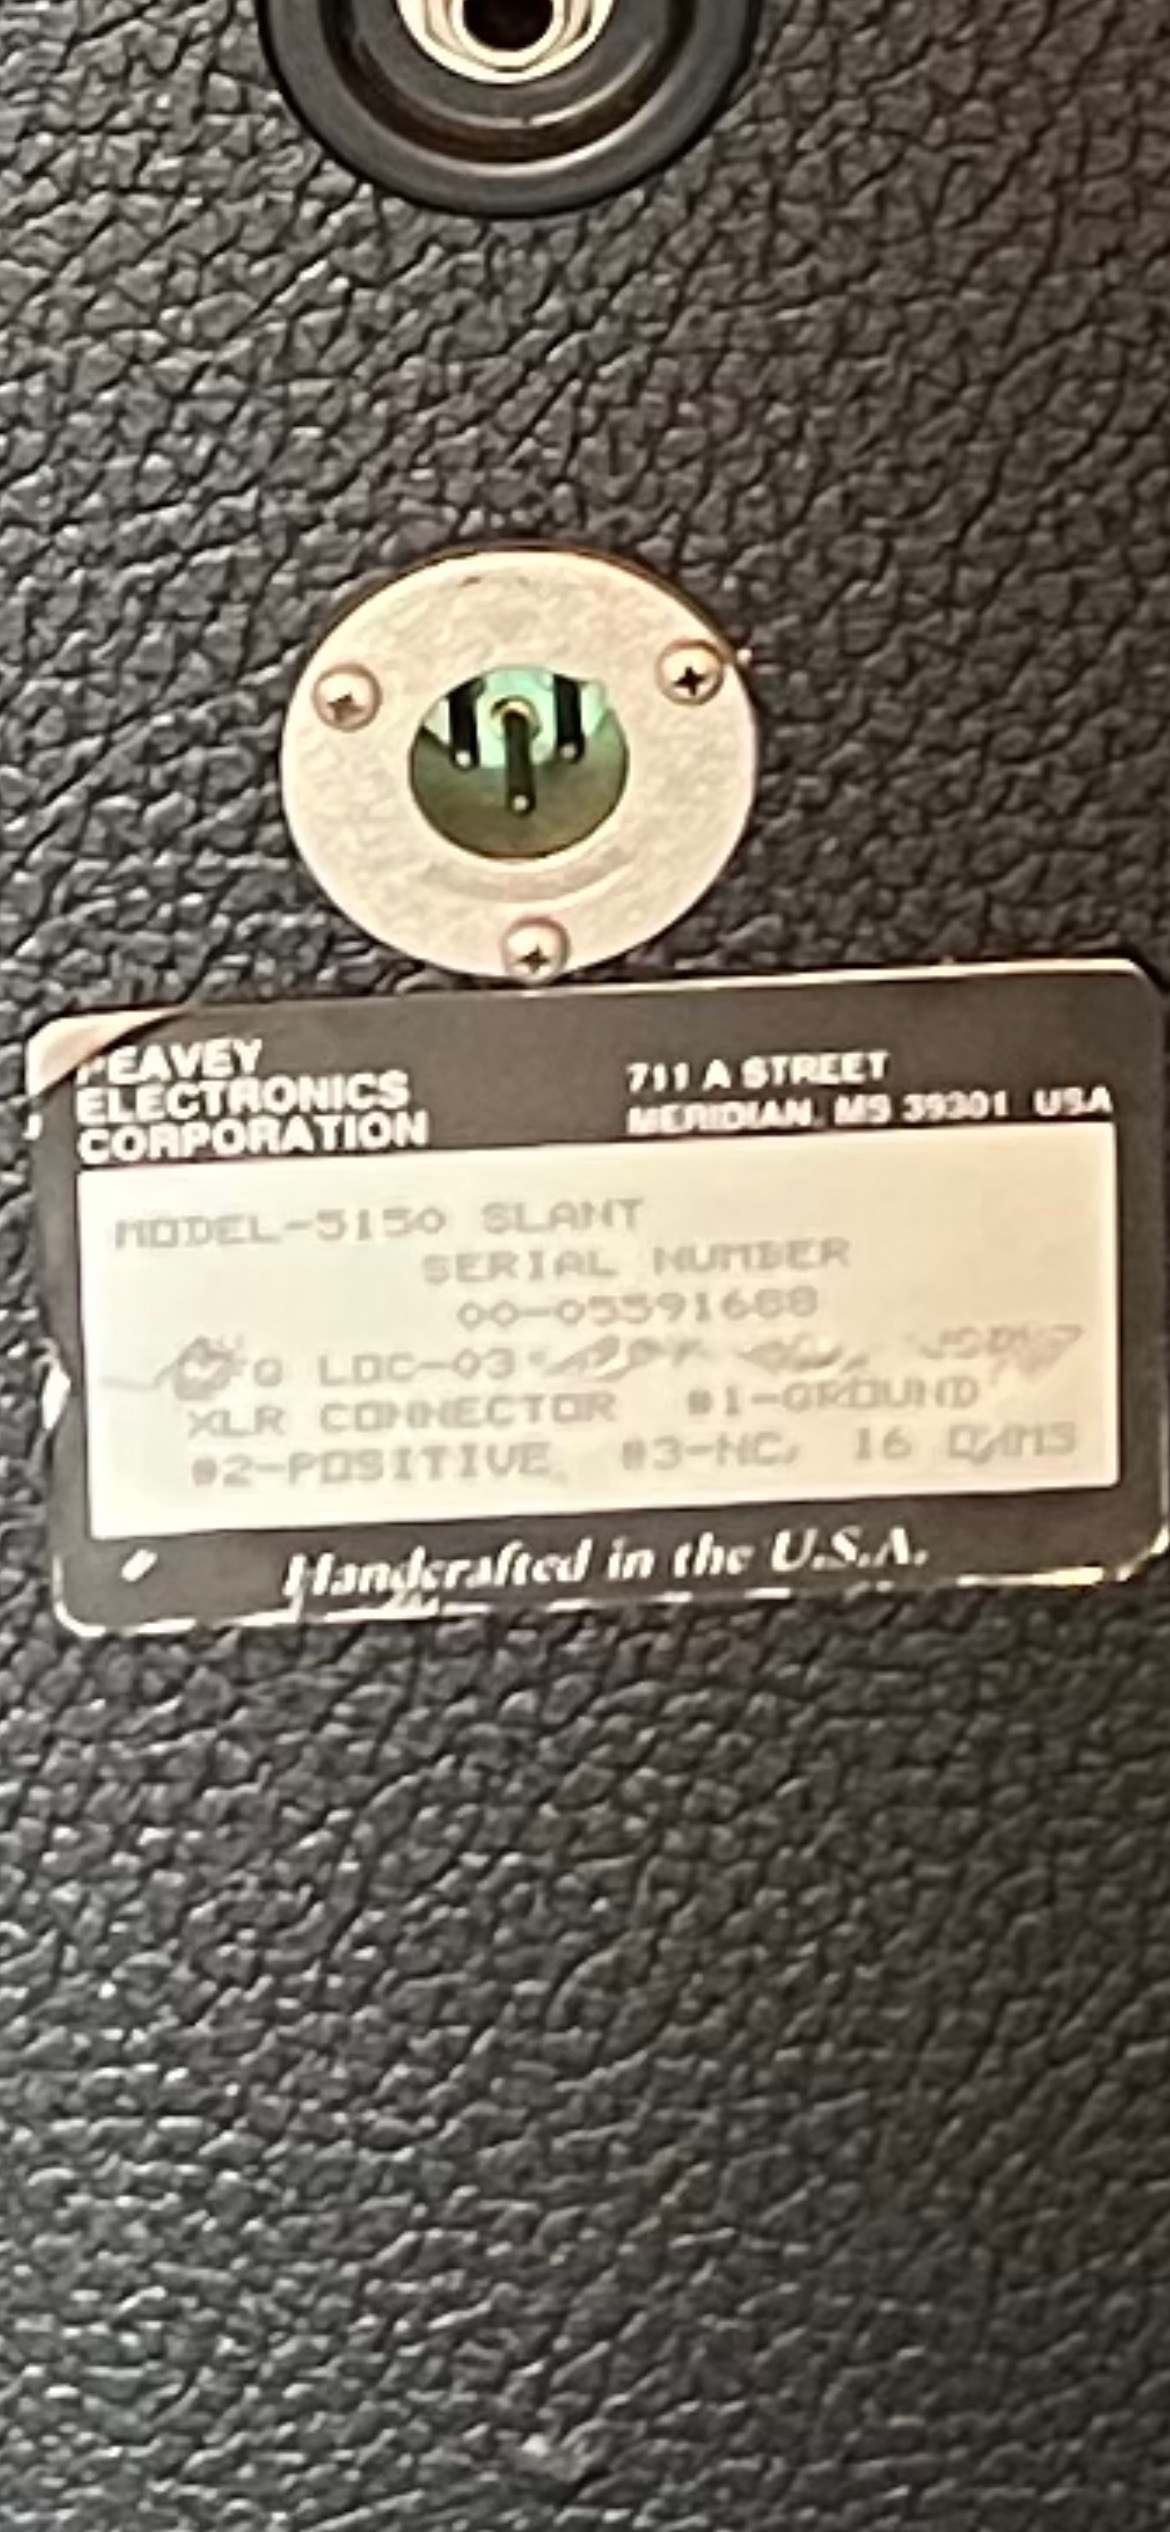 PEAVEY
ELECTRONICS
CORPORATION
711 A STREET
MERIDIAN, MS 39301 USA
MODEL-5150 SLANT
SERIAL NUMBER
00-05591688
LOC-03
XLR CONNECTOR #1-GROUND
#2-POSITIVE, #3-NC, 16 OHMS
Handcrafted in the U.S.A.